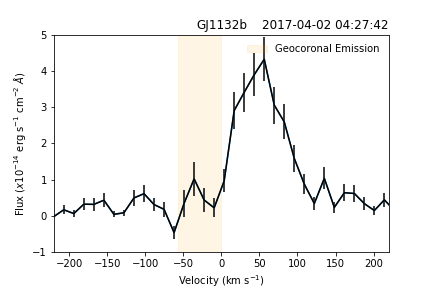 GJ1132b 2017-04-02 04:27:42
Geocoronal Emission
Flux (x10⁻¹⁴ erg s⁻¹ cm⁻² Å)
5
4
3
2
1
0
−1
−200 −150 −100 −50 0 50 100 150 200
Velocity (km s⁻¹)